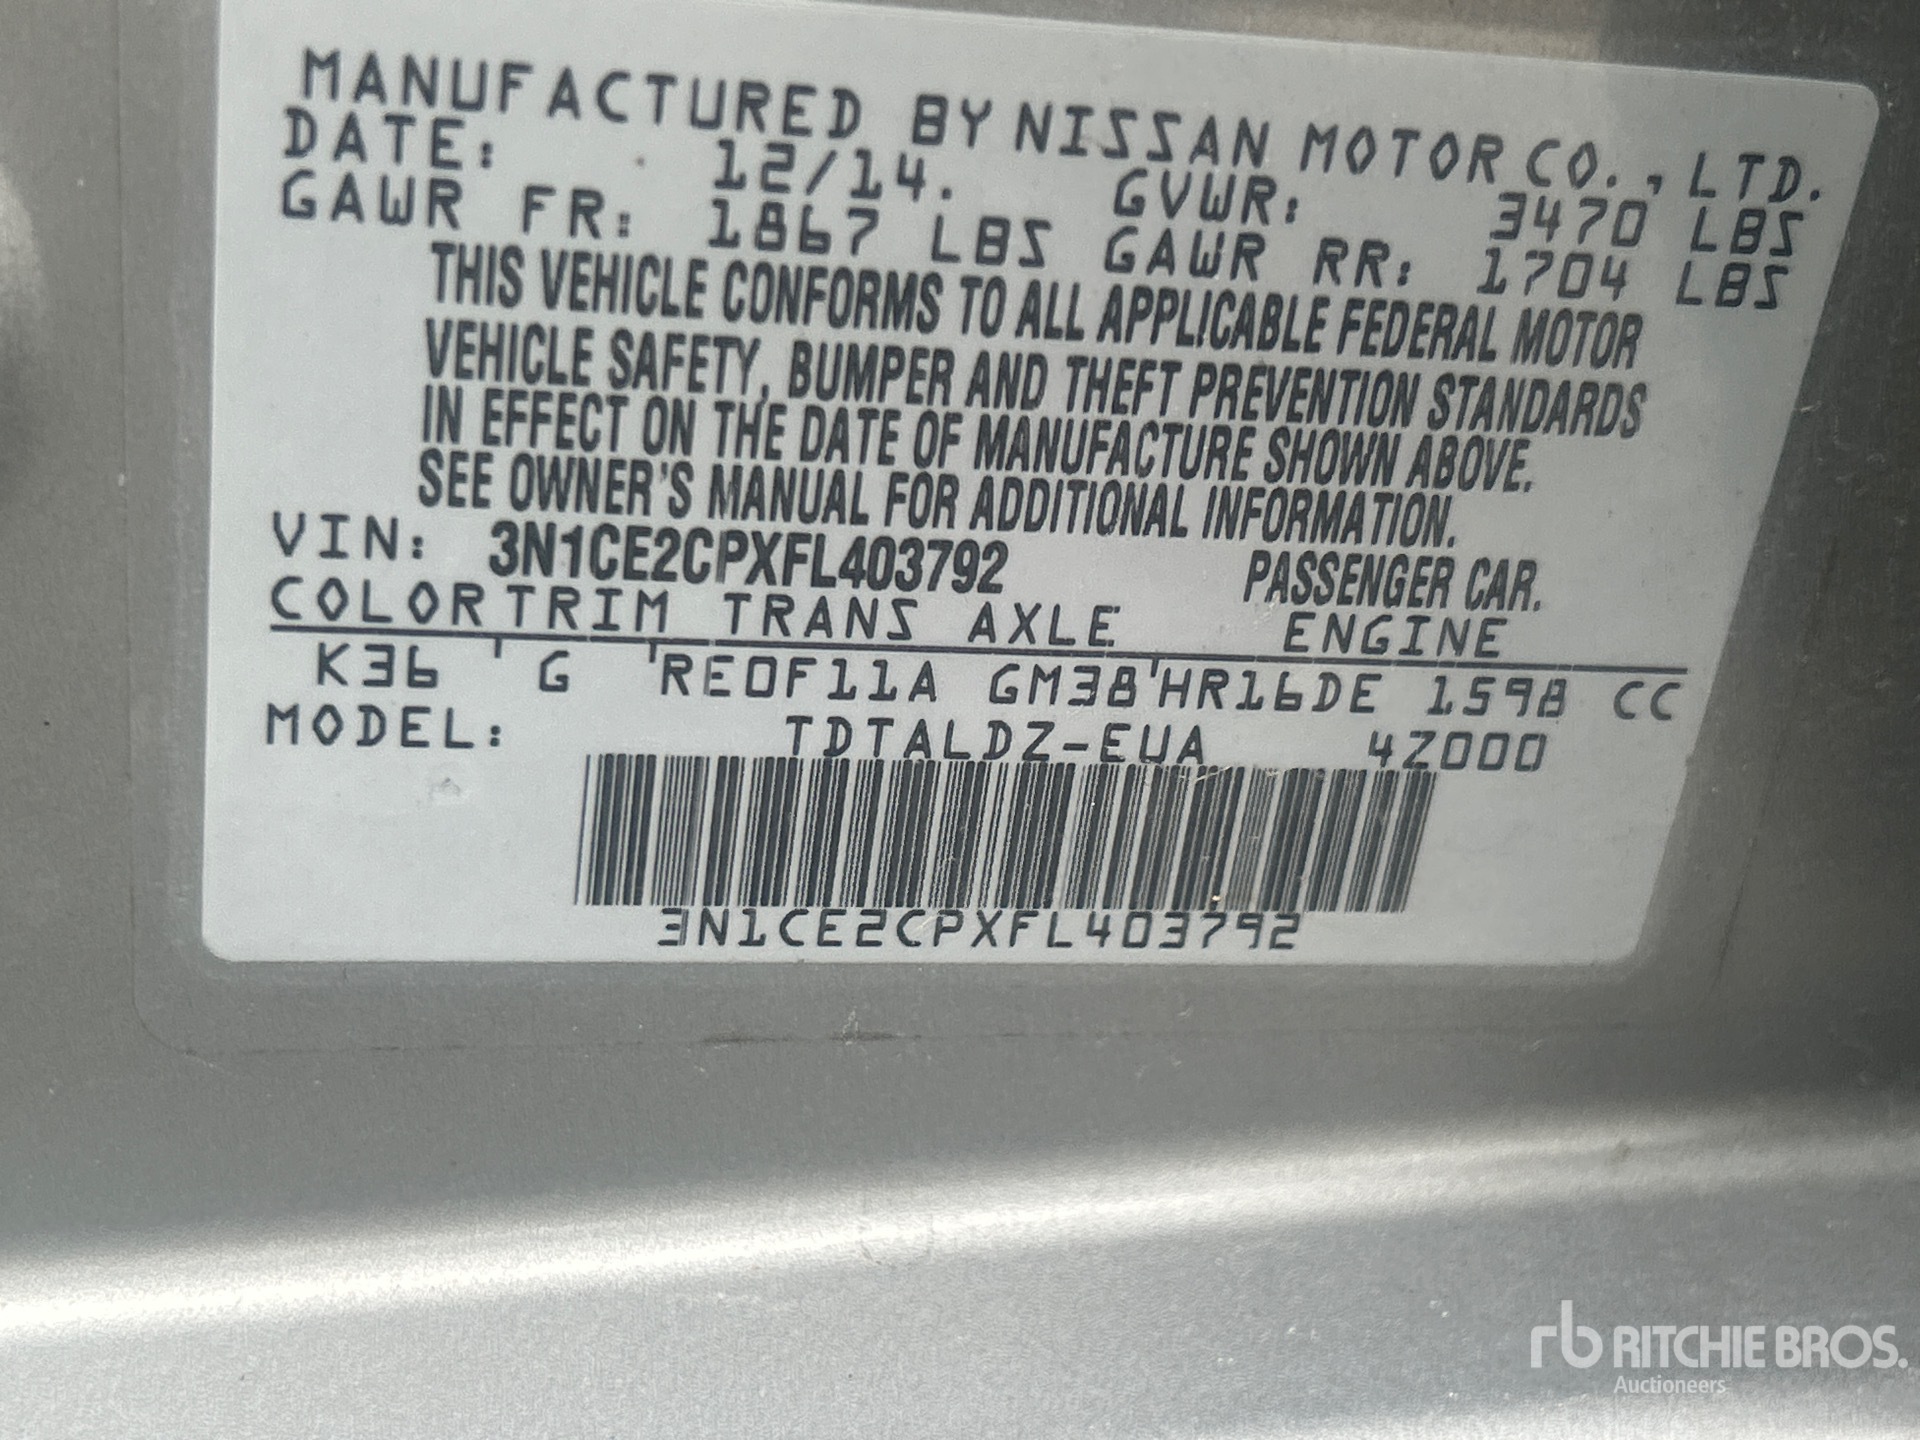 MANUFACTURED BY NISSAN MOTOR CO., LTD.
DATE: 12/14. GVWR: 3470 LBS
GAWR FR: 1867 LBS GAWR RR: 1704 LBS
THIS VEHICLE CONFORMS TO ALL APPLICABLE FEDERAL MOTOR
VEHICLE SAFETY, BUMPER AND THEFT PREVENTION STANDARDS
IN EFFECT ON THE DATE OF MANUFACTURE SHOWN ABOVE.
SEE OWNER'S MANUAL FOR ADDITIONAL INFORMATION.
VIN: 3N1CE2CPXFL403792 PASSENGER CAR.
COLOR TRIM TRANS AXLE ENGINE
K36 ' G 'RE0F11A GM38'HR16DE 1598 CC
MODEL: TDTALDZ-EUA 4Z000
3N1CE2CPXFL403792
rb RITCHIE BROS.
Auctioneers